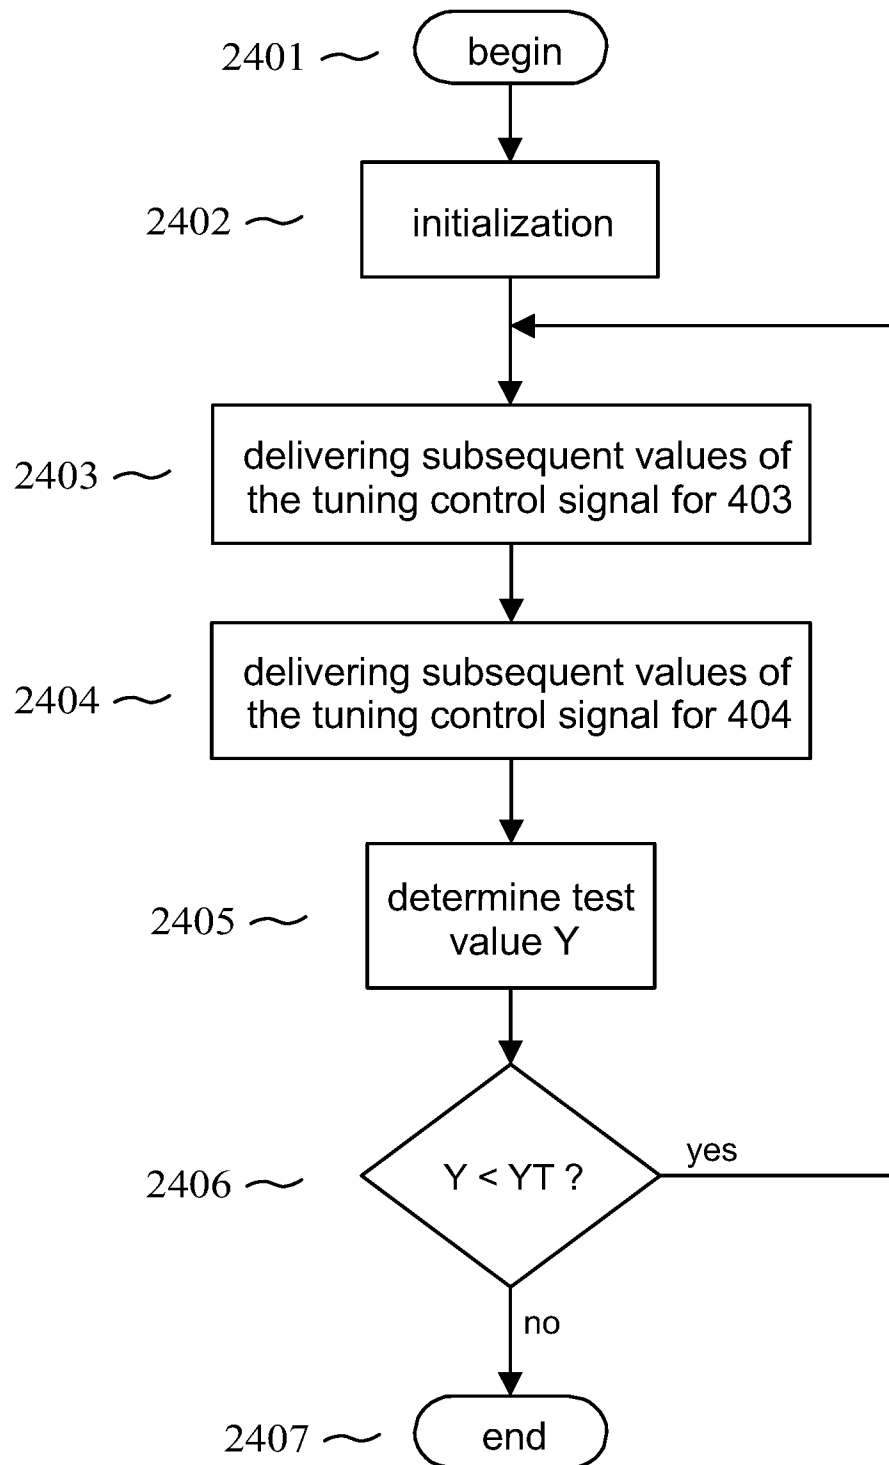 2401
begin
2402
initialization
2403
delivering subsequent values of
the tuning control signal for 403
2404
delivering subsequent values of
the tuning control signal for 404
2405
determine test
value Y
2406
Y < YT ?
yes
no
2407
end